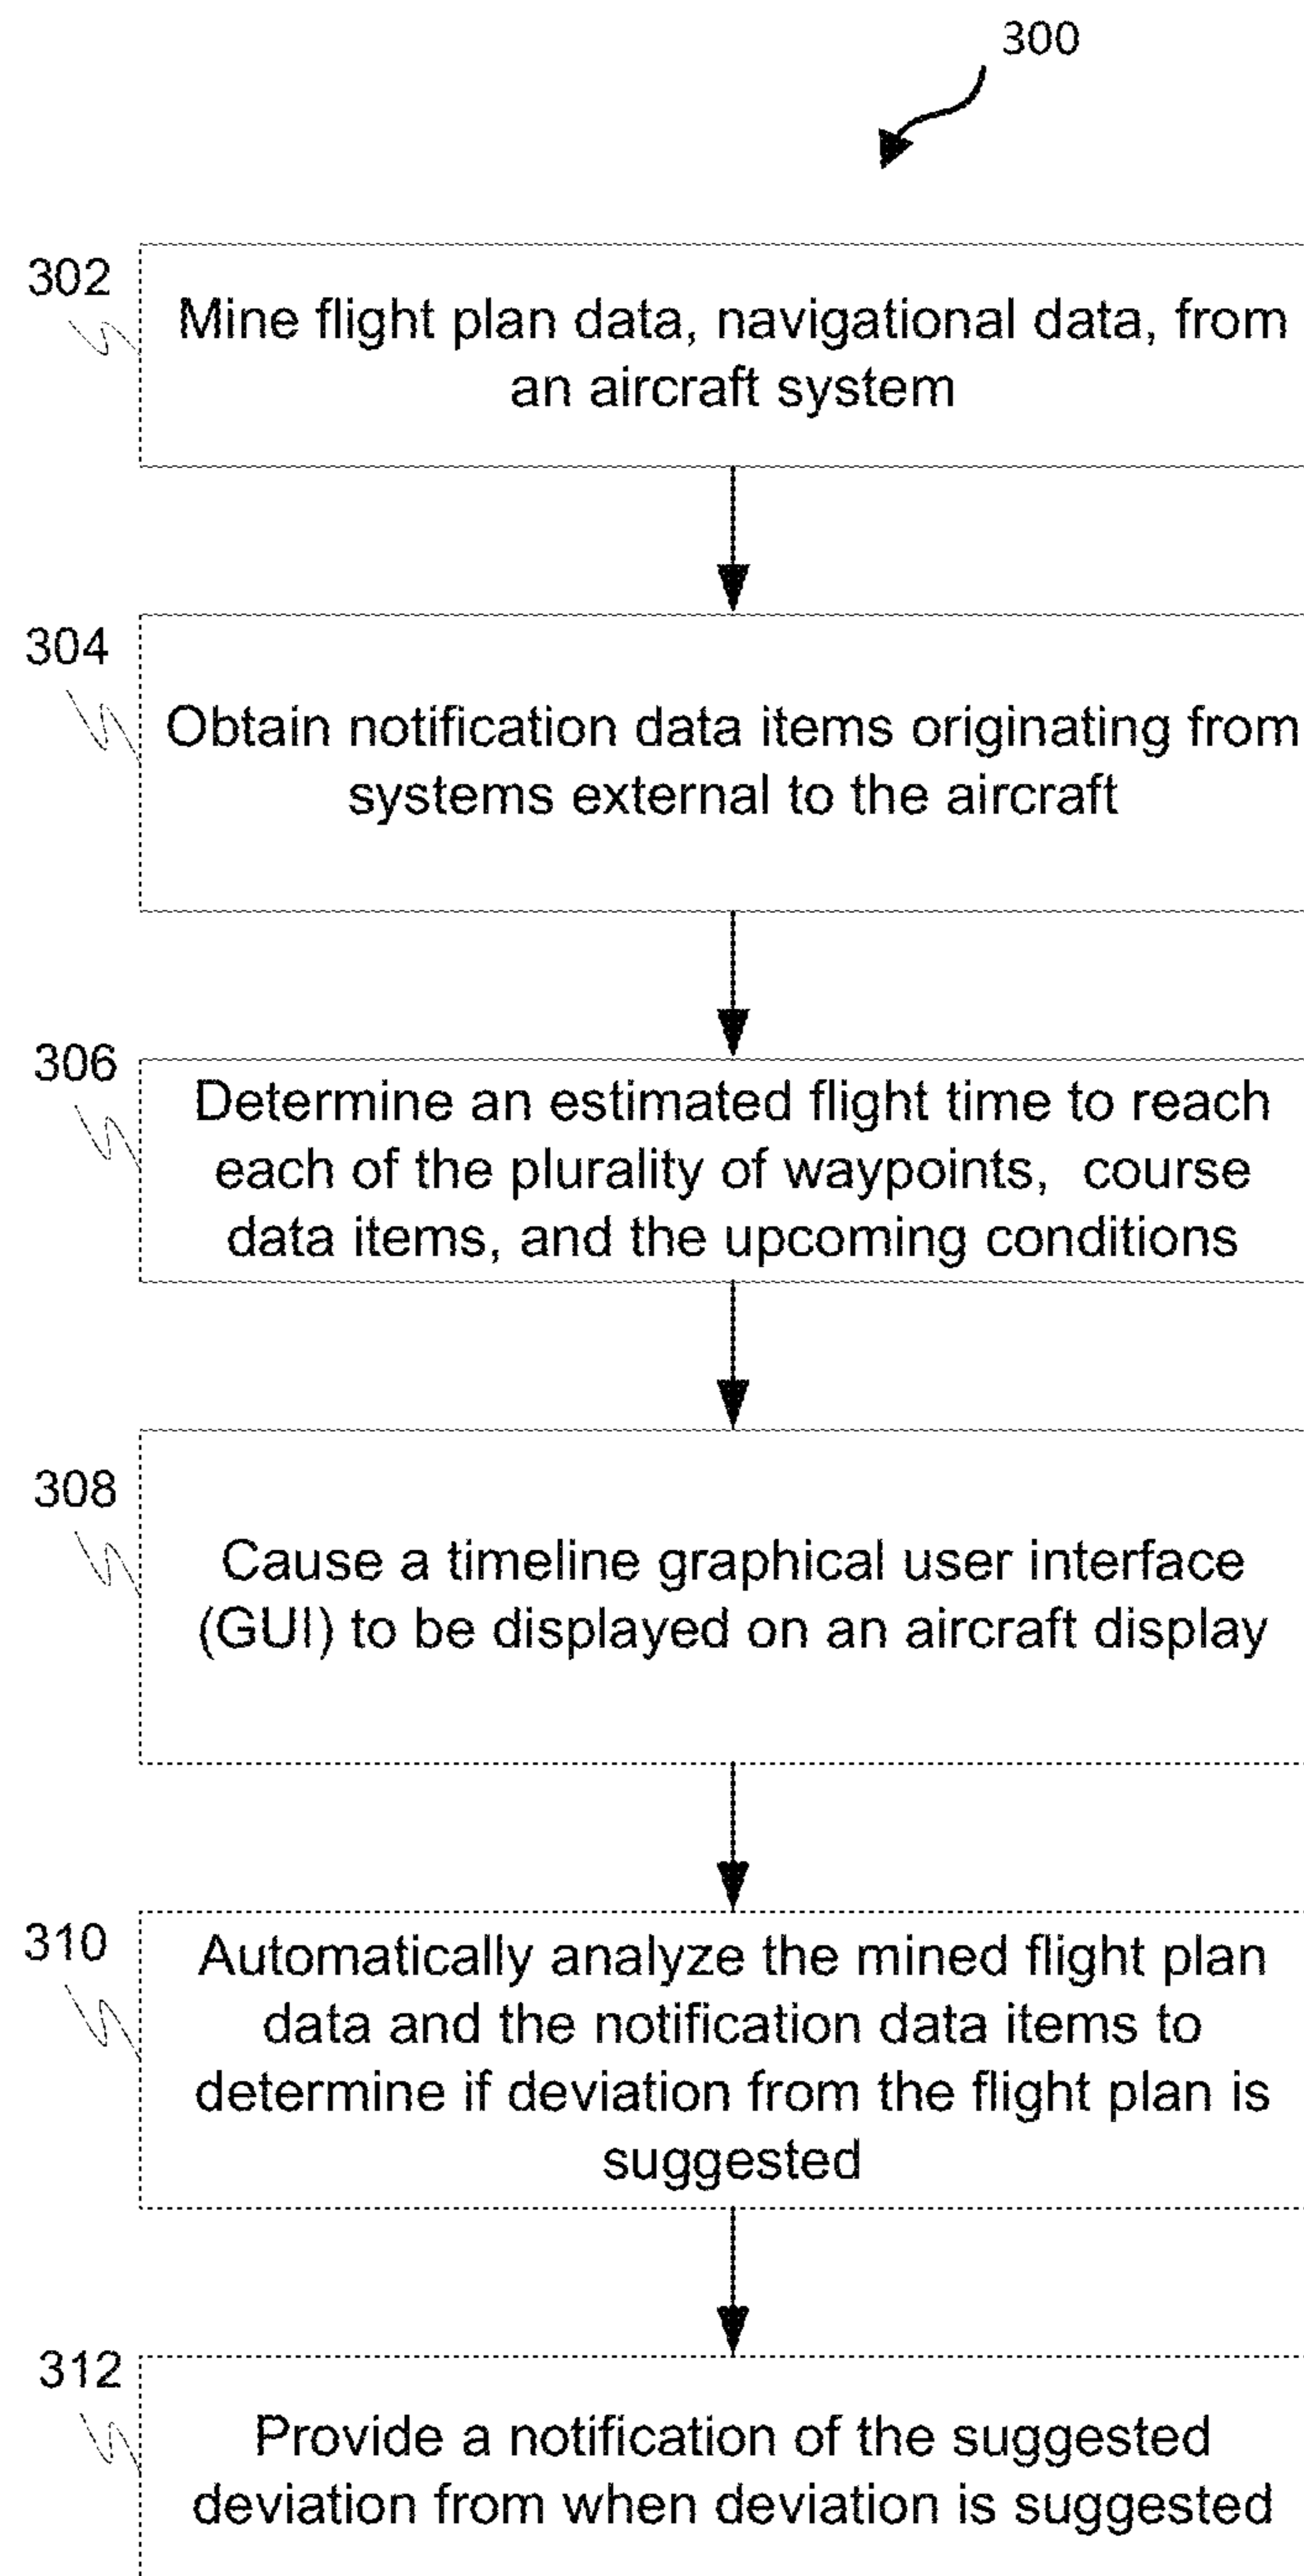 300
302
Mine flight plan data, navigational data, from
an aircraft system
304
Obtain notification data items originating from
systems external to the aircraft
306
Determine an estimated flight time to reach
each of the plurality of waypoints, course
data items, and the upcoming conditions
308
Cause a timeline graphical user interface
(GUI) to be displayed on an aircraft display
310
Automatically analyze the mined flight plan
data and the notification data items to
determine if deviation from the flight plan is
suggested
312
Provide a notification of the suggested
deviation from when deviation is suggested